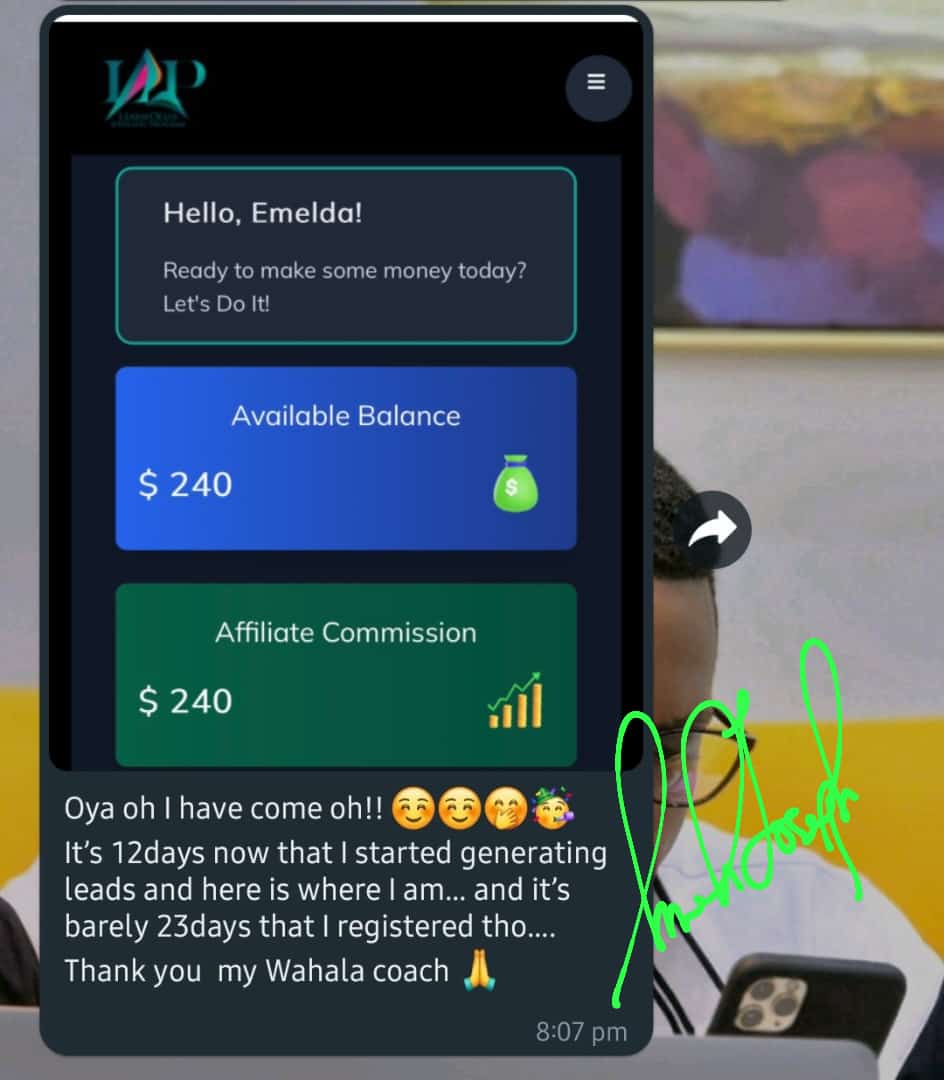 Hello, Emelda!
Ready to make some money today?
Let's Do It!
Available Balance
$ 240
$
Affiliate Commission
$ 240
Oya oh I have come oh!! ☺️☺️🤭🥳
It’s 12days now that I started generating
leads and here is where I am... and it’s
barely 23days that I registered tho....
Thank you  my Wahala coach 🙏
8:07 pm
Joseph